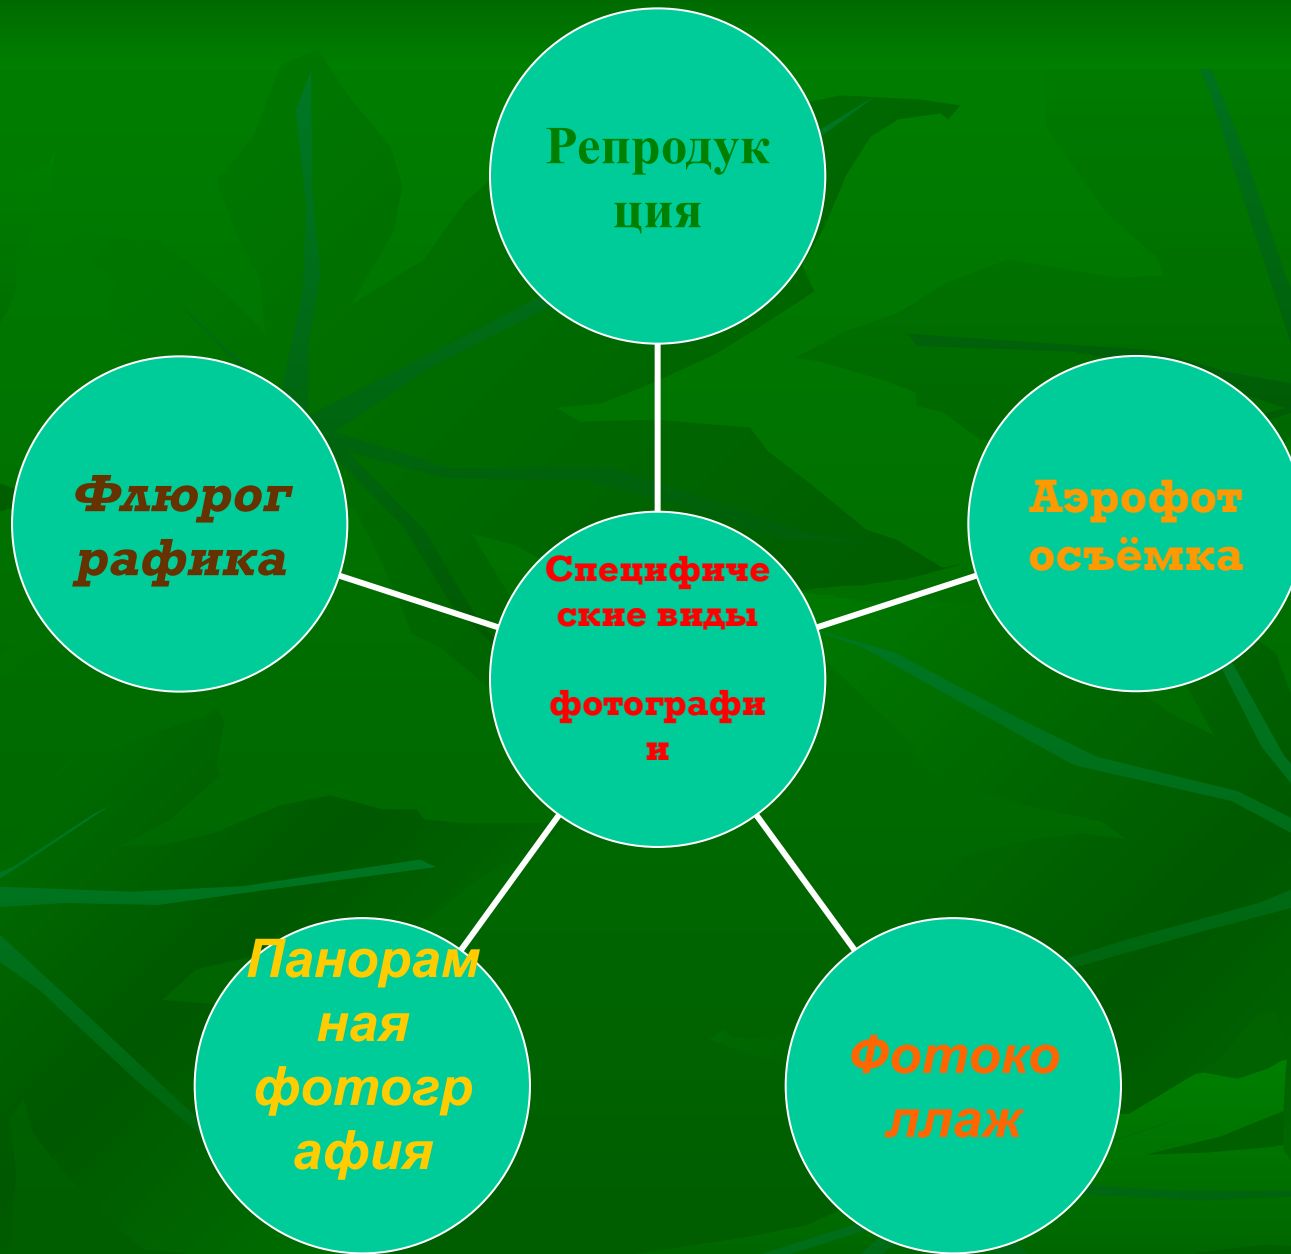 Репродук
ция
Флюрог
рафика
Аэрофот
осъёмка
Специфиче
ские виды
фотографи
и
Панорам
ная
фотогр
афия
Фотоко
ллаж